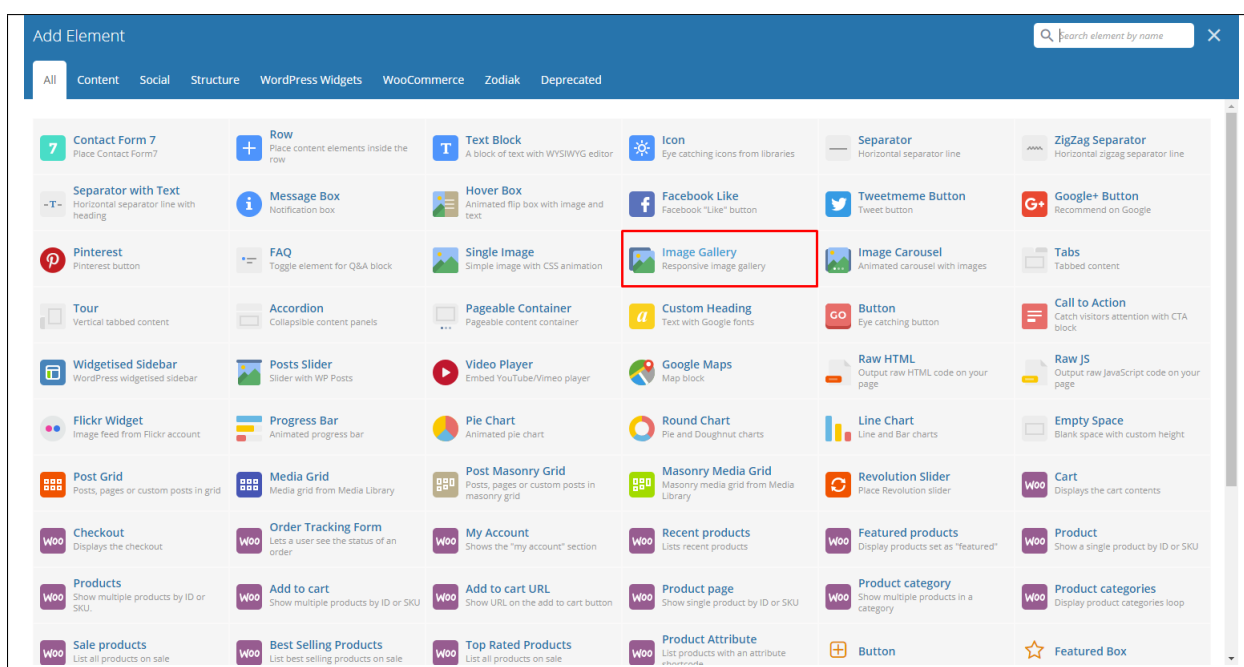 Add Element
Search element by name
All Content Social Structure WordPress Widgets WooCommerce Zodiak Deprecated
7
Contact Form 7
Place Contact Form7
Row
Place content elements inside the
row
T
Text Block
A block of text with WYSIWYG editor
Icon
Eye catching icons from libraries
Separator
Horizontal separator line
ZigZag Separator
Horizontal zigzag separator line
-T-
Separator with Text
Horizontal separator line with
heading
i
Message Box
Notification box
Hover Box
Animated flip box with image and
text
f
Facebook Like
Facebook "Like" button
Tweetmeme Button
Tweet button
G+
Google+ Button
Recommend on Google
Pinterest
Pinterest button
FAQ
Toggle element for Q&A block
Single Image
Simple image with CSS animation
Image Gallery
Responsive image gallery
Image Carousel
Animated carousel with images
Tabs
Tabbed content
Tour
Vertical tabbed content
Accordion
Collapsible content panels
Pageable Container
Pageable content container
a
Custom Heading
Text with Google fonts
GO
Button
Eye catching button
Call to Action
Catch visitors attention with CTA
block
Widgetised Sidebar
WordPress widgetised sidebar
Posts Slider
Slider with WP Posts
Video Player
Embed YouTube/Vimeo player
Google Maps
Map block
Raw HTML
Output raw HTML code on your
page
Raw JS
Output raw JavaScript code on your
page
Flickr Widget
Image feed from Flickr account
Progress Bar
Animated progress bar
Pie Chart
Animated pie chart
Round Chart
Pie and Doughnut charts
Line Chart
Line and Bar charts
Empty Space
Blank space with custom height
Post Grid
Posts, pages or custom posts in grid
Media Grid
Media grid from Media Library
Post Masonry Grid
Posts, pages or custom posts in
masonry grid
Masonry Media Grid
Masonry media grid from Media
Library
Revolution Slider
Place Revolution slider
Woo
Cart
Displays the cart contents
Woo
Checkout
Displays the checkout
Woo
Order Tracking Form
Lets a user see the status of an
order
Woo
My Account
Shows the "my account" section
Woo
Recent products
Lists recent products
Woo
Featured products
Display products set as "featured"
Woo
Product
Show a single product by ID or SKU
Woo
Products
Show multiple products by ID or
SKU.
Woo
Add to cart
Show multiple products by ID or SKU
Woo
Add to cart URL
Show URL on the add to cart button
Woo
Product page
Show single product by ID or SKU
Woo
Product category
Show multiple products in a
category
Woo
Product categories
Display product categories loop
Woo
Sale products
List all products on sale
Woo
Best Selling Products
List best selling products on sale
Woo
Top Rated Products
List all products on sale
Woo
Product Attribute
List products with an attribute
shortcode
Button
Featured Box